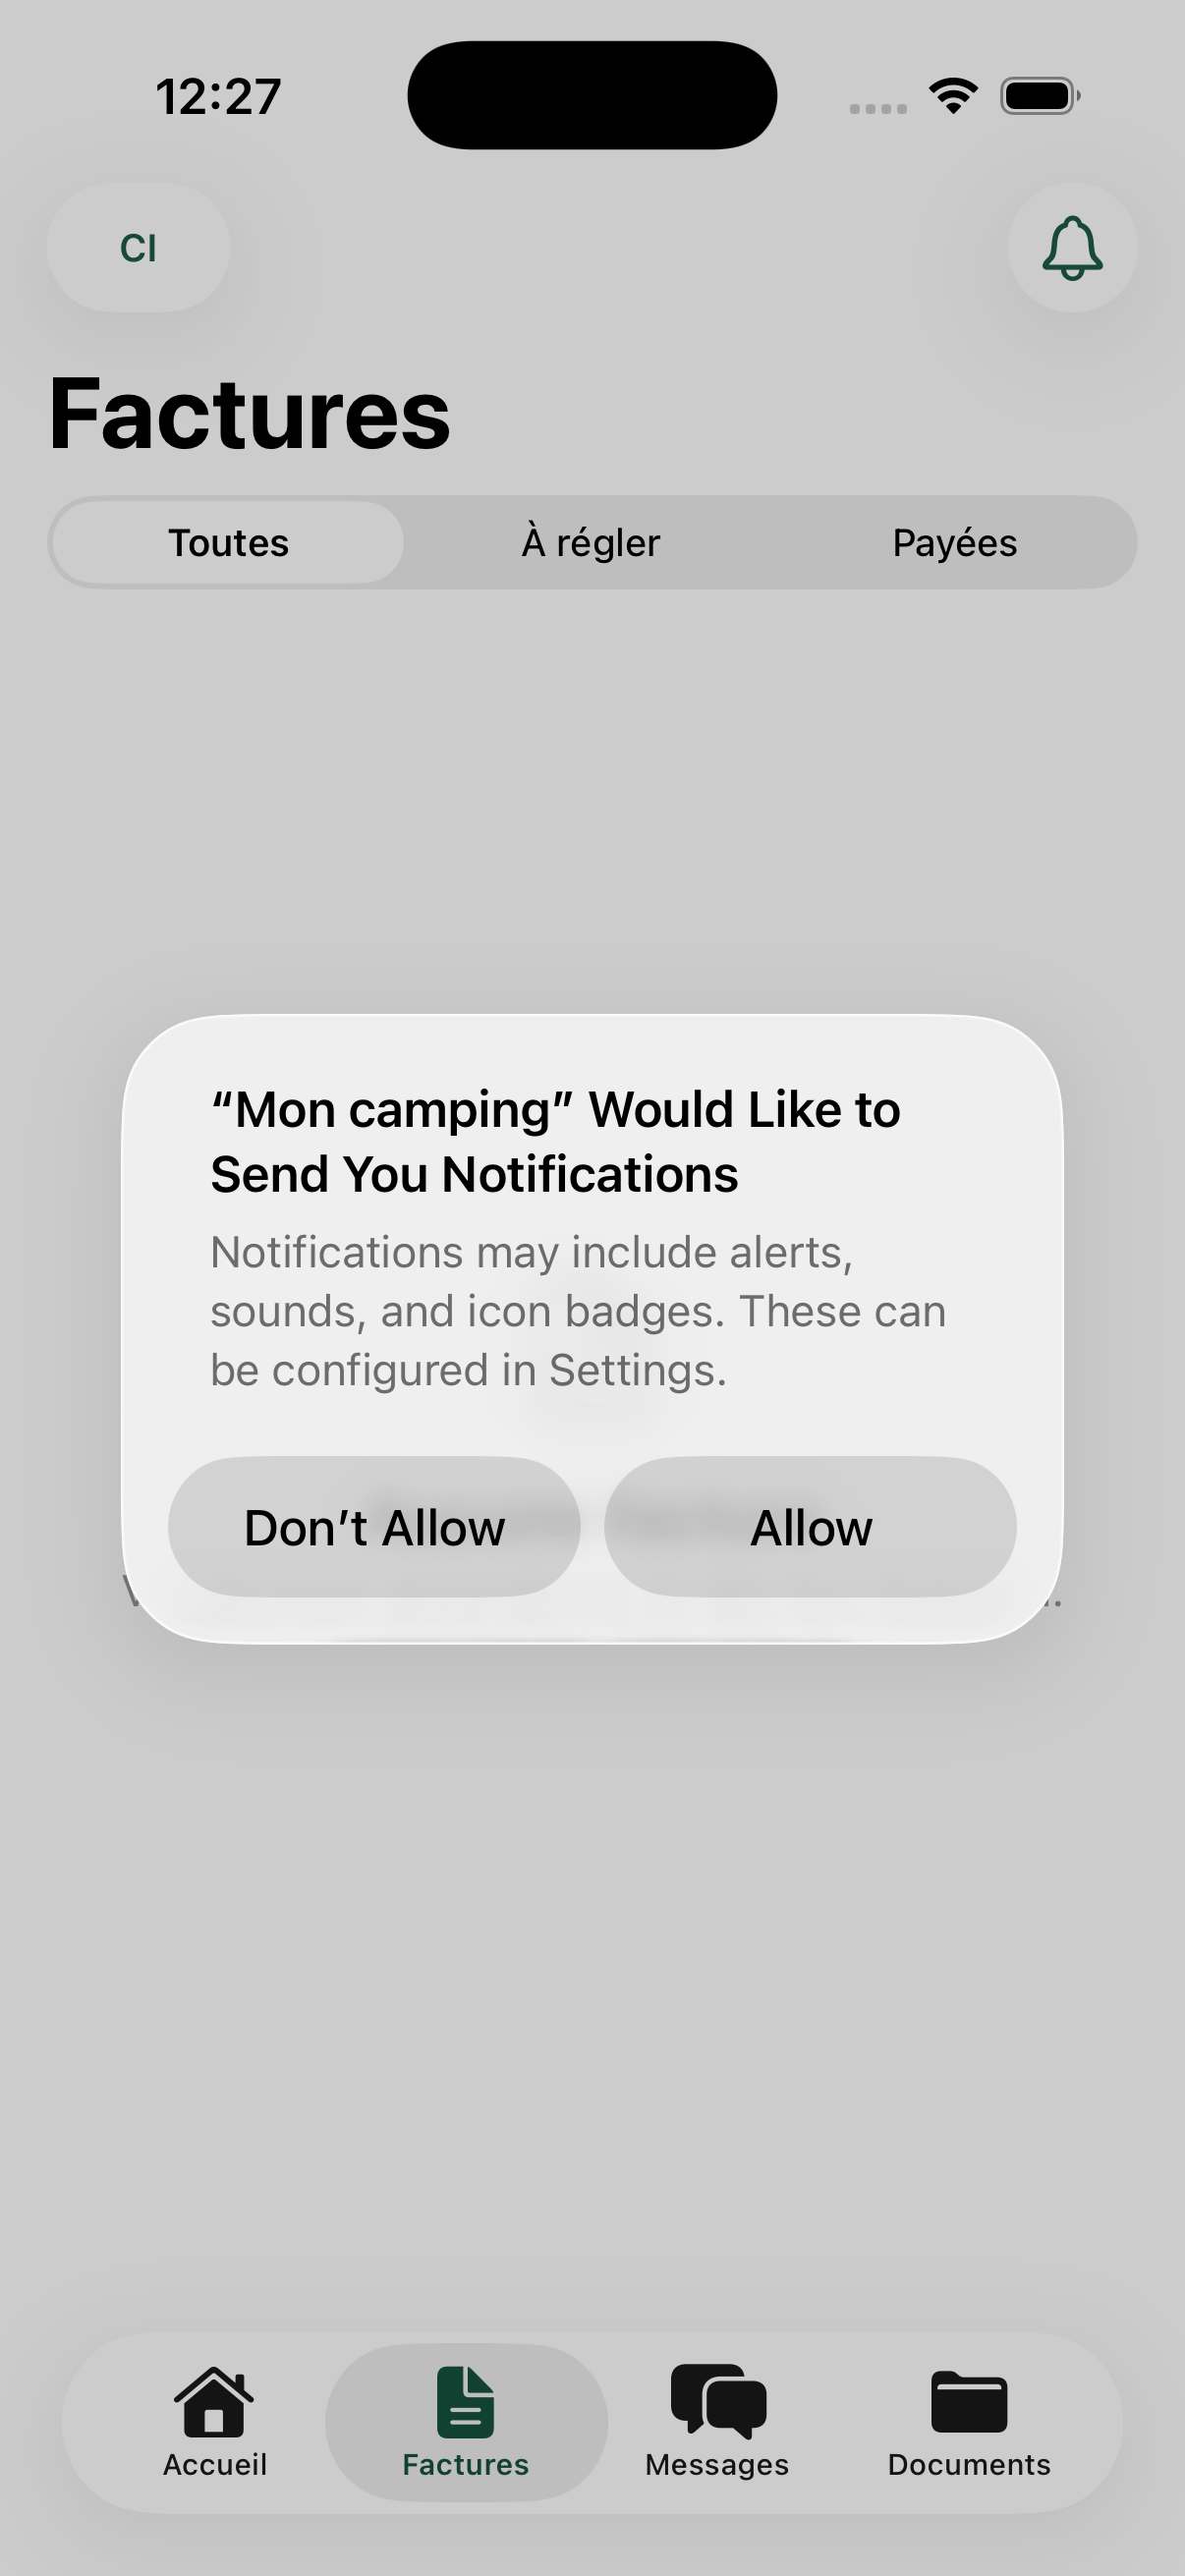 12:27
CI
Factures
Toutes
À régler
Payées
“Mon camping” Would Like to
Send You Notifications
Notifications may include alerts,
sounds, and icon badges. These can
be configured in Settings.
Don’t Allow
Allow
Accueil
Factures
Messages
Documents